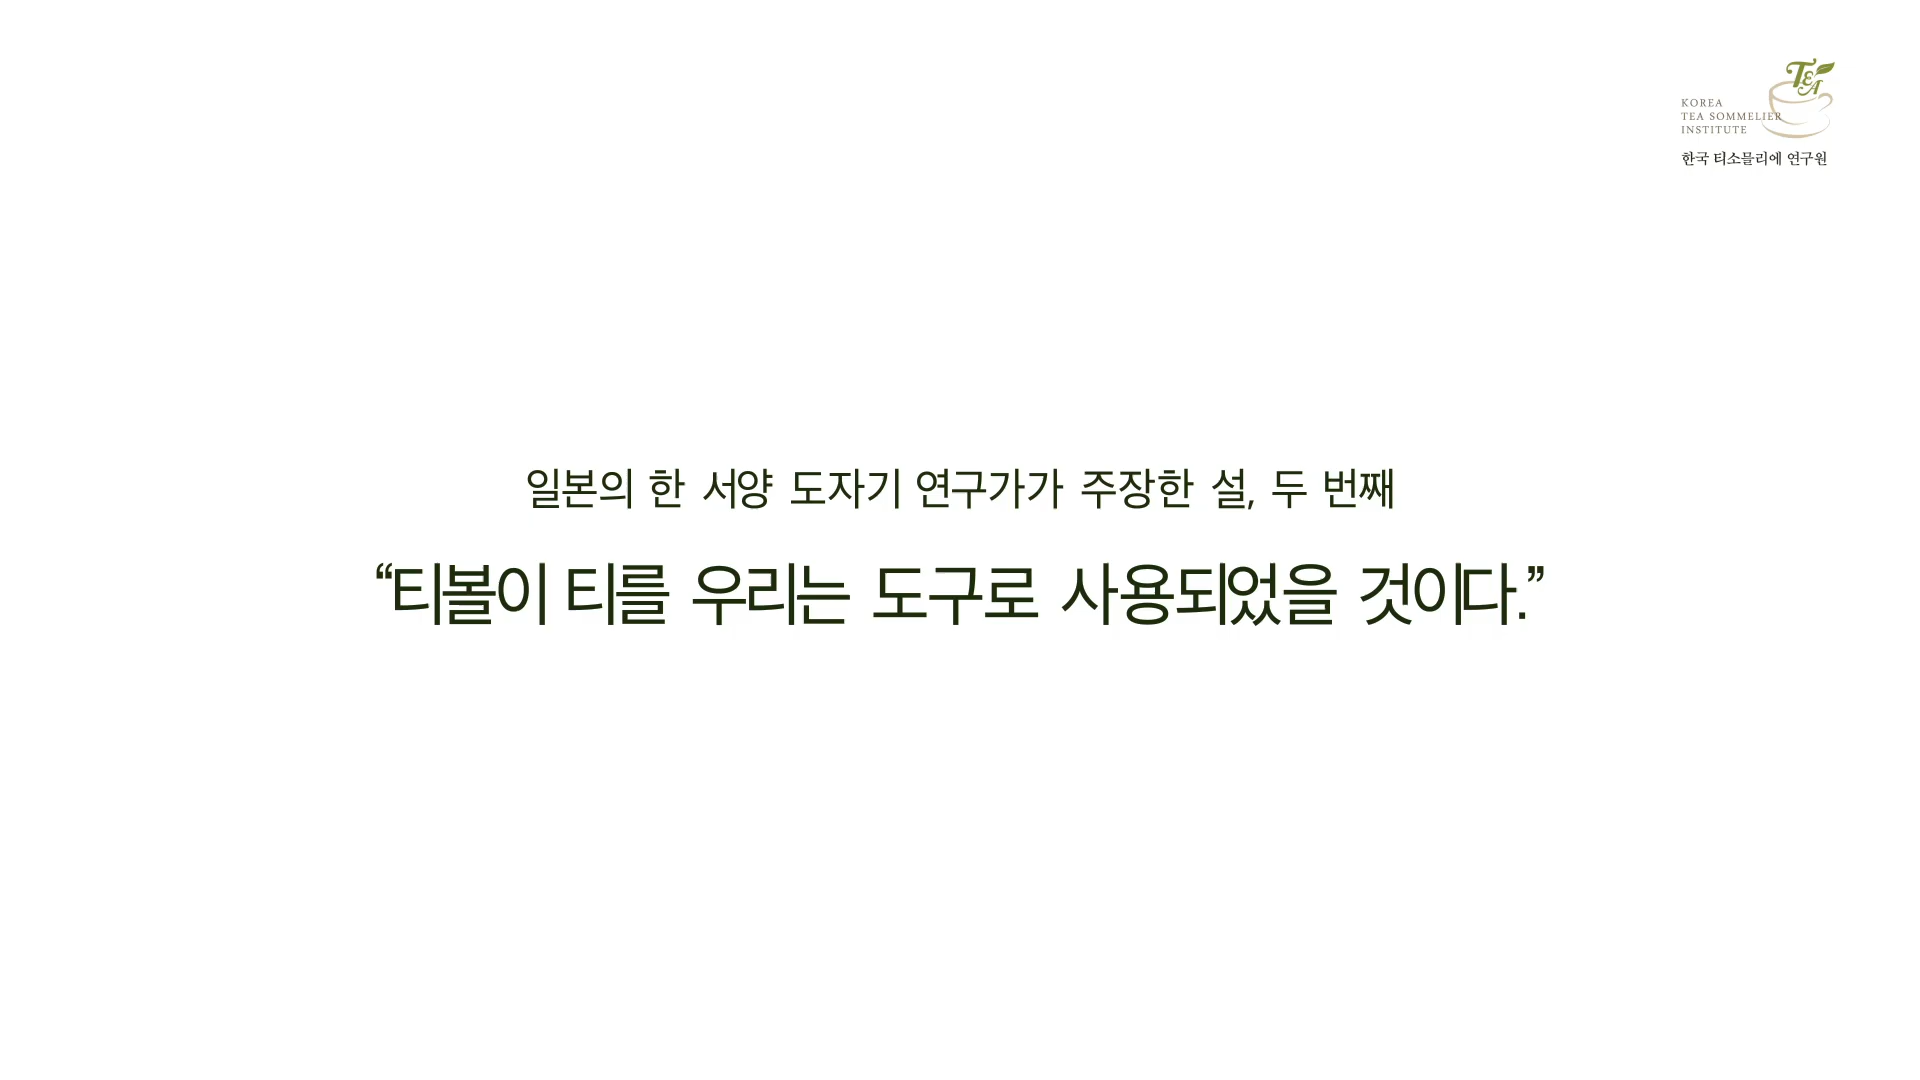 TEA
KOREA
TEA SOMMELIER
INSTITUTE
한국 티소믈리에 연구원
일본의 한 서양 도자기 연구가가 주장한 설, 두 번째
“티볼이 티를 우리는 도구로 사용되었을 것이다.”